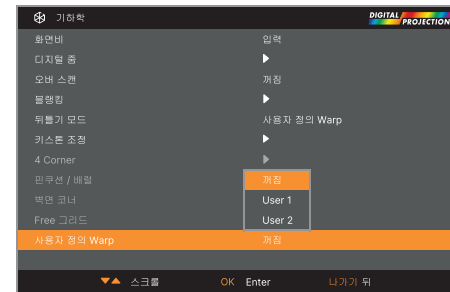 기하학 DIGITAL PROJECTION
화면비 입력
디지털 줌
오버 스캔 꺼짐
블랭킹
뒤틀기 모드 사용자 정의 Warp
키스톤 조정
4 Corner
핀쿠션 / 배럴 꺼짐
벽면 코너 User 1
Free 그리드 User 2
사용자 정의 Warp 꺼짐
스크롤 OK Enter 나가기 뒤